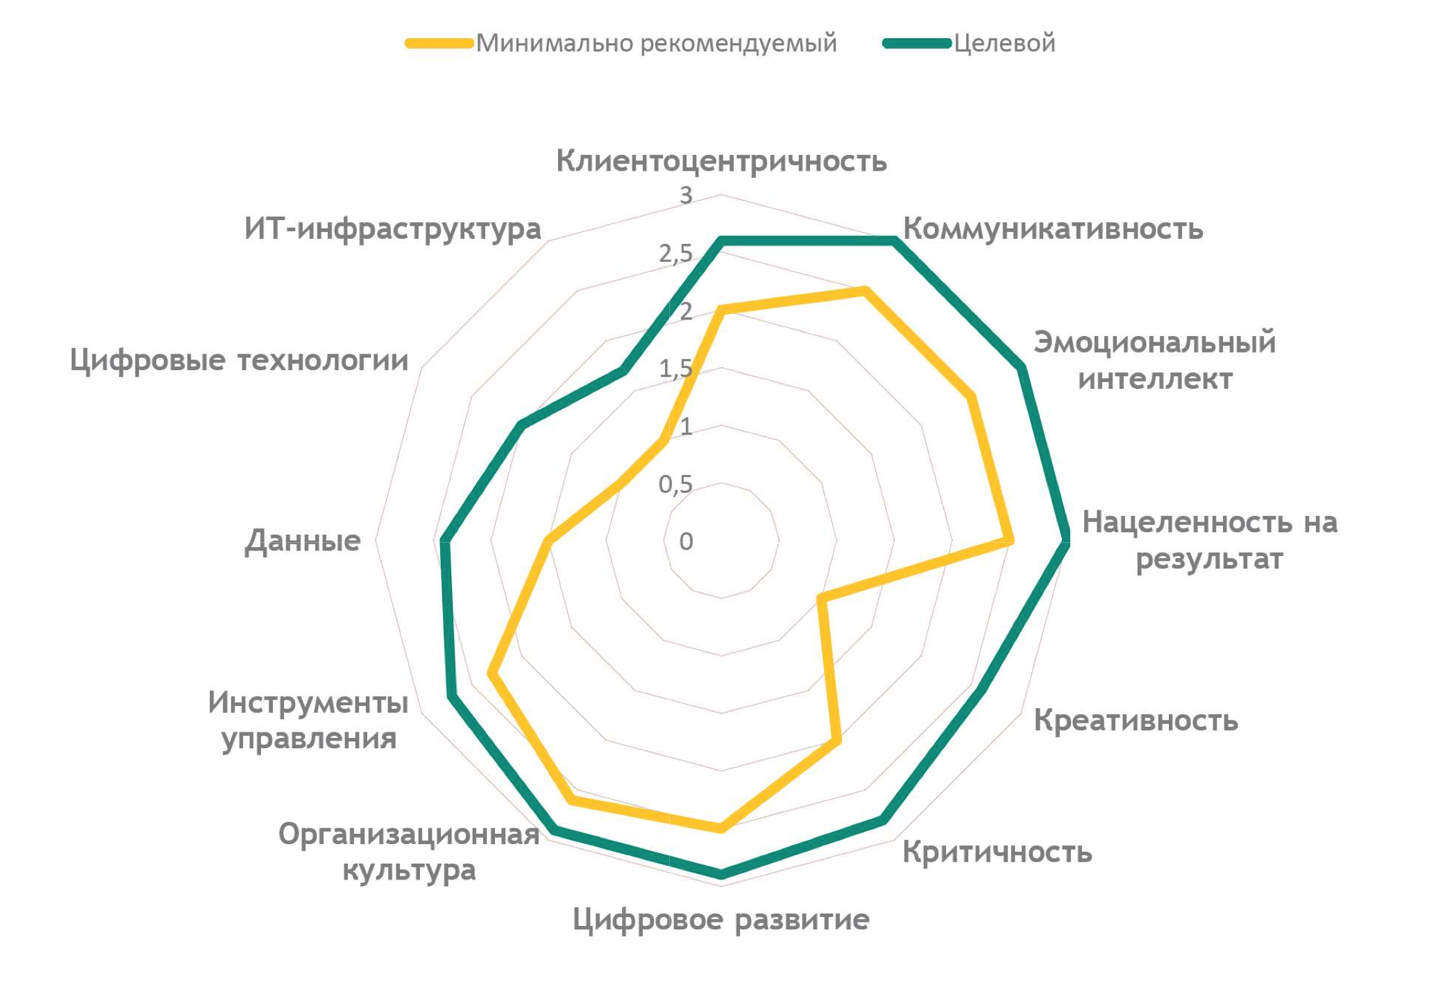 Минимально рекомендуемый
Целевой
Клиентоцентричность
3
ИТ-инфраструктура
Коммуникативность
2,5
2
Эмоциональный
интеллект
Цифровые технологии
1,5
1
0,5
Нацеленность на
результат
Данные
0
Инструменты
управления
Креативность
Организационная
культура
Критичность
Цифровое развитие